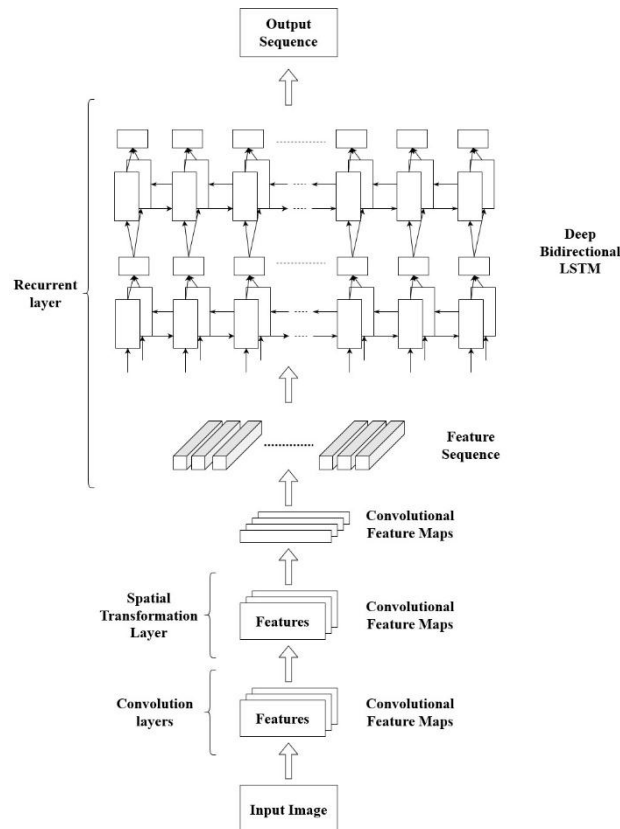 Output
Sequence
Deep
Bidirectional
LSTM
Recurrent
layer
Feature
Sequence
Convolutional
Feature Maps
Spatial
Transformation
Layer
Features
Convolutional
Feature Maps
Convolution
layers
Features
Convolutional
Feature Maps
Input Image